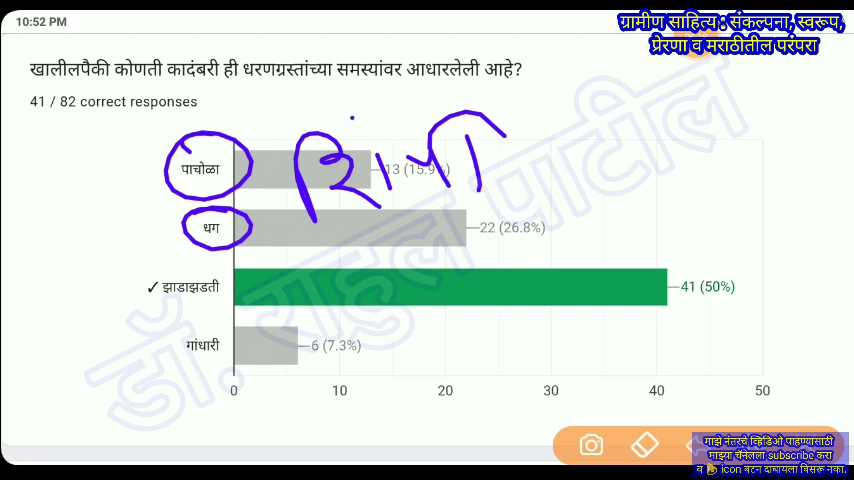 10:52 PM
ग्रामीण साहित्य : संकल्पना, स्वरूप,
प्रेरणा व मराठीतील परंपरा
खालीलपैकी कोणती कादंबरी ही धरणग्रस्तांच्या समस्यांवर आधारलेली आहे?
41 / 82 correct responses
पाचोळा
13 (15.9%)
धग
22 (26.8%)
✓ झाडाझडती
41 (50%)
गांधारी
6 (7.3%)
0 10 20 30 40 50
डॉ. राहुल पाटील
माझे नंतरचे व्हिडिओ पाहण्यासाठी
माझ्या चॅनेलला subscribe करा
व 🔔 icon बटन दाबायला विसरू नका.